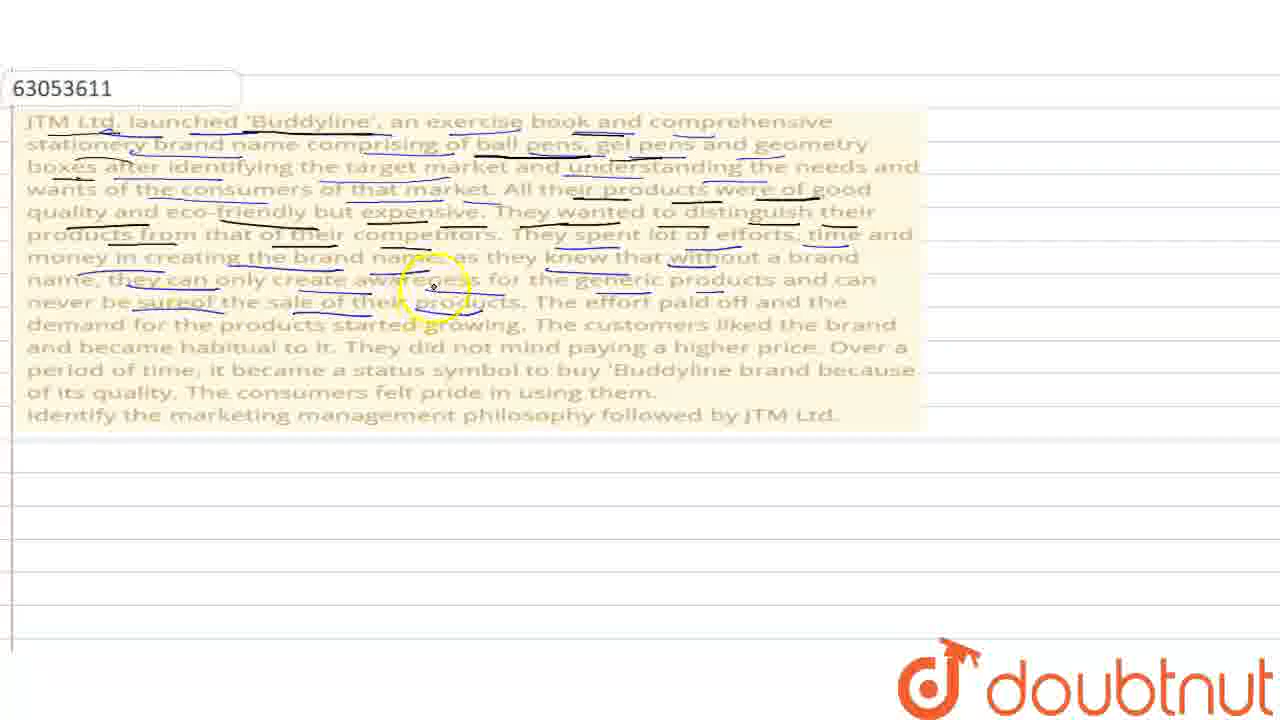 63053611
JTM Ltd. launched 'Buddyline', an exercise book and comprehensive
stationery brand name comprising of ball pens, gel pens and geometry
boxes after identifying the target market and understanding the needs and
wants of the consumers of that market. All their products were of good
quality and eco-friendly but expensive. They wanted to distinguish their
products from that of their competitors. They spent lot of efforts, time and
money in creating the brand name, as they knew that without a brand
name, they can only create awareness for the generic products and can
never be sureof the sale of their products. The effort paid off and the
demand for the products started growing. The customers liked the brand
and became habitual to it. They did not mind paying a higher price. Over a
period of time, it became a status symbol to buy 'Buddyline brand because
of its quality. The consumers felt pride in using them.
Identify the marketing management philosophy followed by JTM Ltd.
doubtnut